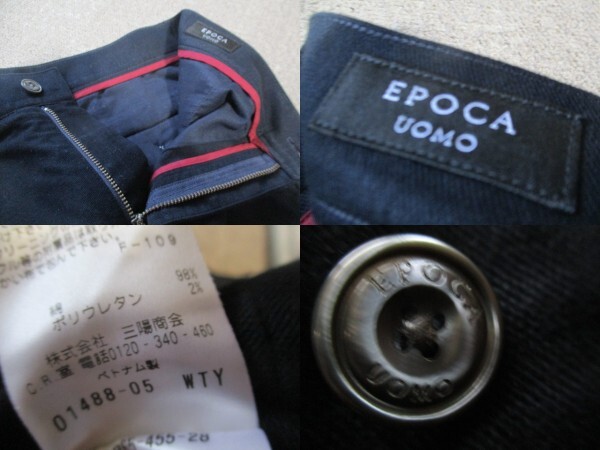 EPOCA
UOMO
EPOCA
UOMO
F-109
綿 98%
ポリウレタン 2%
株式会社 三陽商会
C.R.室 電話0120-340-460
ベトナム製
01488-05 WTY
455-28
EPOCA
UOMO